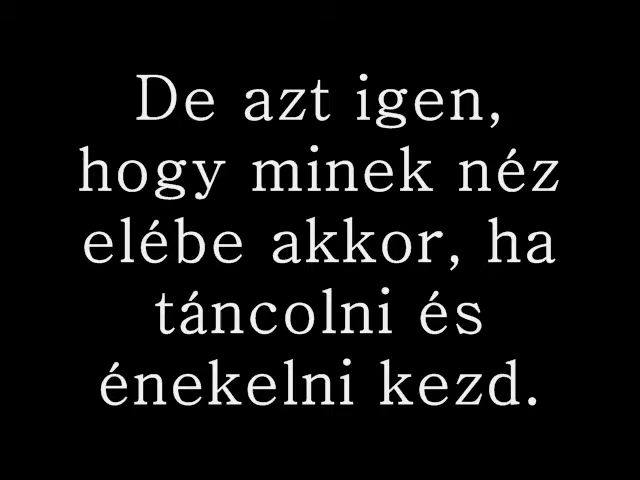 De azt igen,
hogy minek néz
elébe akkor, ha
táncolni és
énekelni kezd.